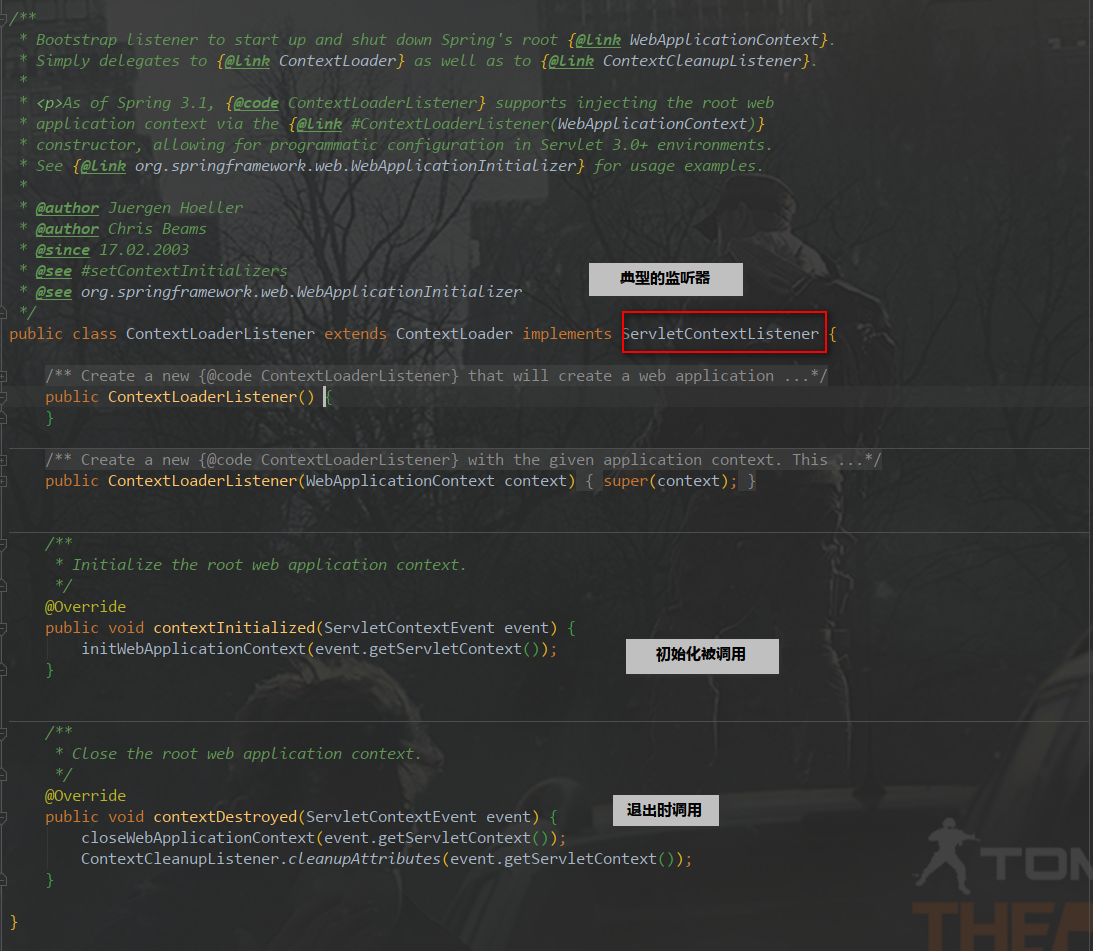 /**
 * Bootstrap listener to start up and shut down Spring's root {@link WebApplicationContext}.
 * Simply delegates to {@link ContextLoader} as well as to {@link ContextCleanupListener}.
 *
 * <p>As of Spring 3.1, {@code ContextLoaderListener} supports injecting the root web
 * application context via the {@link #ContextLoaderListener(WebApplicationContext)}
 * constructor, allowing for programmatic configuration in Servlet 3.0+ environments.
 * See {@link org.springframework.web.WebApplicationInitializer} for usage examples.
 *
 * @author Juergen Hoeller
 * @author Chris Beams
 * @since 17.02.2003
 * @see #setContextInitializers
典型的监听器
 * @see org.springframework.web.WebApplicationInitializer
 */
public class ContextLoaderListener extends ContextLoader implements ServletContextListener {
/** Create a new {@code ContextLoaderListener} that will create a web application ...*/
public ContextLoaderListener() {
}
/** Create a new {@code ContextLoaderListener} with the given application context. This ...*/
public ContextLoaderListener(WebApplicationContext context) { super(context); }
/**
 * Initialize the root web application context.
 */
@Override
public void contextInitialized(ServletContextEvent event) {
initWebApplicationContext(event.getServletContext());
初始化被调用
}
/**
 * Close the root web application context.
 */
@Override
public void contextDestroyed(ServletContextEvent event) {
退出时调用
closeWebApplicationContext(event.getServletContext());
ContextCleanupListener.cleanupAttributes(event.getServletContext());
}
}